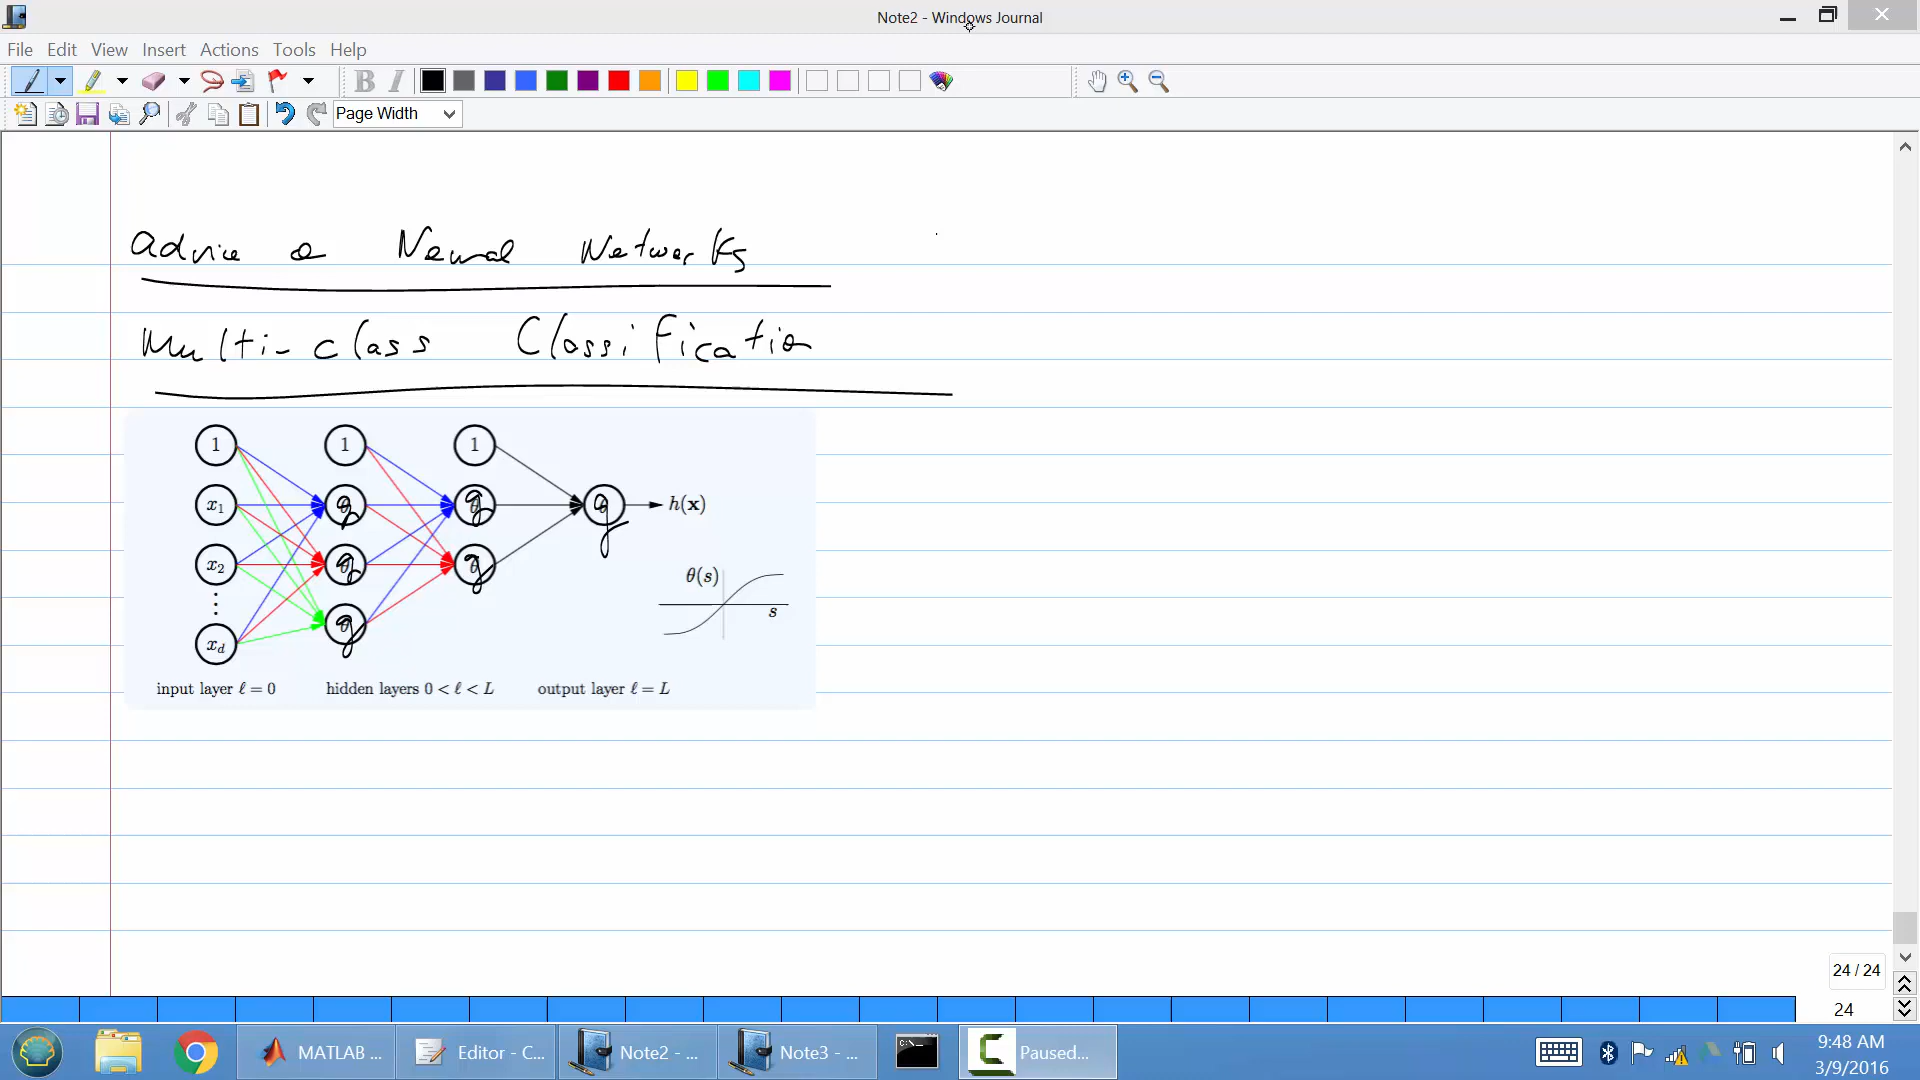 Note2 - Windows Journal
File Edit View Insert Actions Tools Help
B I
Page Width
Advice on Neural Networks
Multi-class Classification
1 1 1
x1 g g g h(x)
x2 g g
⋮ θ(s)
s
g
xd
input layer ℓ = 0 hidden layers 0 < ℓ < L output layer ℓ = L
24 / 24
24
MATLAB ... Editor - C... Note2 - ... Note3 - ... C:\_ Paused...
9:48 AM
3/9/2016